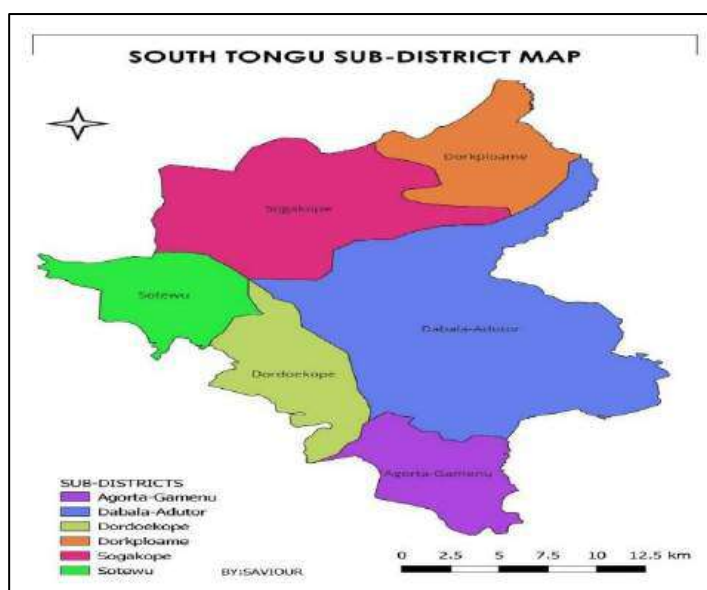 SOUTH TONGU SUB-DISTRICT MAP
Dorkploame
Sogakope
Sotewu
Dabala-Adutor
Dordoekope
Agorta-Gamenu
SUB-DISTRICTS
Agorta-Gamenu
Dabala-Adutor
Dordoekope
Dorkploame
Sogakope
Sotewu
BY:SAVIOUR
0 2.5 5 7.5 10 12.5 km